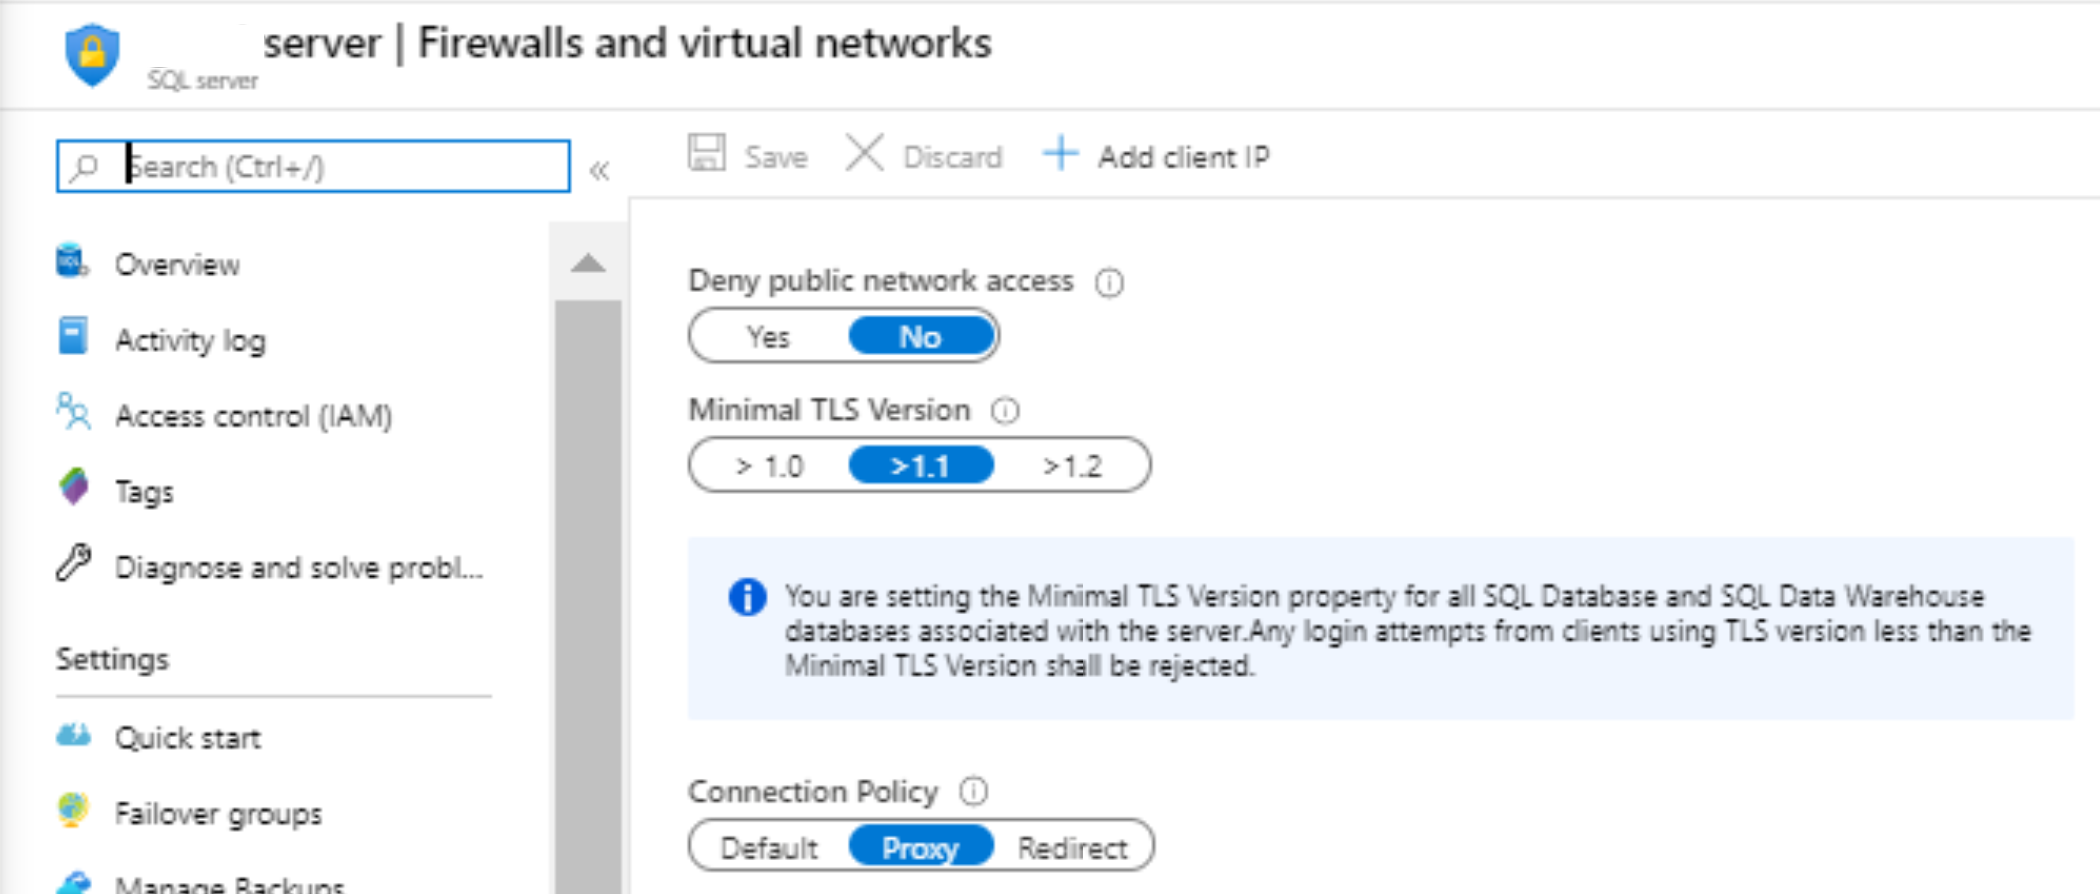 server | Firewalls and virtual networks
SQL server
Search (Ctrl+/)
«
Save
Discard
Add client IP
Overview
Activity log
Access control (IAM)
Tags
Diagnose and solve probl...
Settings
Quick start
Failover groups
Manage Backups
Deny public network access
Yes
No
Minimal TLS Version
> 1.0
>1.1
>1.2
You are setting the Minimal TLS Version property for all SQL Database and SQL Data Warehouse
databases associated with the server.Any login attempts from clients using TLS version less than the
Minimal TLS Version shall be rejected.
Connection Policy
Default
Proxy
Redirect